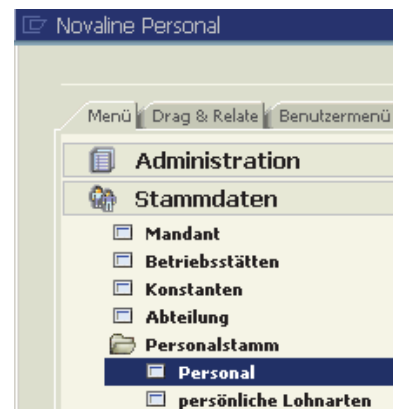 Novaline Personal
Menü Drag & Relate Benutzermenü
Administration
Stammdaten
Mandant
Betriebsstätten
Konstanten
Abteilung
Personalstamm
Personal
persönliche Lohnarten